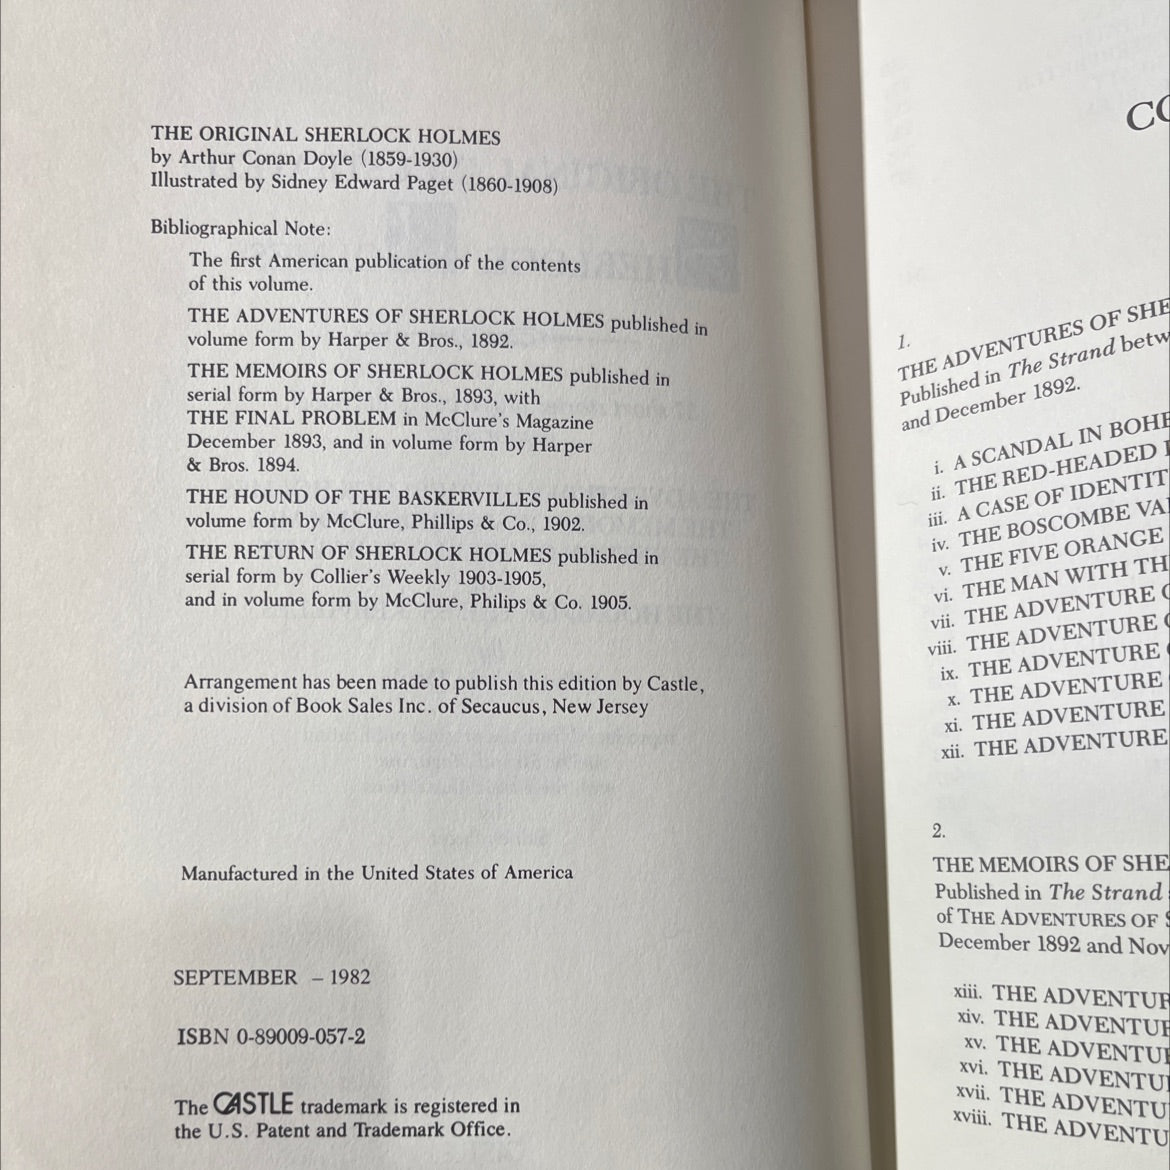 THE ORIGINAL SHERLOCK HOLMES
by Arthur Conan Doyle (1859-1930)
Illustrated by Sidney Edward Paget (1860-1908)
Bibliographical Note:
The first American publication of the contents
of this volume.
THE ADVENTURES OF SHERLOCK HOLMES published in
volume form by Harper & Bros., 1892.
THE MEMOIRS OF SHERLOCK HOLMES published in
serial form by Harper & Bros., 1893, with
THE FINAL PROBLEM in McClure's Magazine
December 1893, and in volume form by Harper
& Bros. 1894.
THE HOUND OF THE BASKERVILLES published in
volume form by McClure, Phillips & Co., 1902.
THE RETURN OF SHERLOCK HOLMES published in
serial form by Collier's Weekly 1903-1905,
and in volume form by McClure, Philips & Co. 1905.
Arrangement has been made to publish this edition by Castle,
a division of Book Sales Inc. of Secaucus, New Jersey
Manufactured in the United States of America
SEPTEMBER – 1982
ISBN 0-89009-057-2
The CASTLE trademark is registered in
the U.S. Patent and Trademark Office.
CO
1.
THE ADVENTURES OF SHE
Published in The Strand betw
and December 1892.
i. A SCANDAL IN BOHE
ii. THE RED-HEADED
iii. A CASE OF IDENTIT
iv. THE BOSCOMBE VA
v. THE FIVE ORANGE
vi. THE MAN WITH TH
vii. THE ADVENTURE
viii. THE ADVENTURE
ix. THE ADVENTURE
x. THE ADVENTURE
xi. THE ADVENTURE
xii. THE ADVENTURE
2.
THE MEMOIRS OF SHE
Published in The Strand
of THE ADVENTURES OF S
December 1892 and Nov
xiii. THE ADVENTUR
xiv. THE ADVENTU
xv. THE ADVENTU
xvi. THE ADVENTU
xvii. THE ADVENTU
xviii. THE ADVENTU